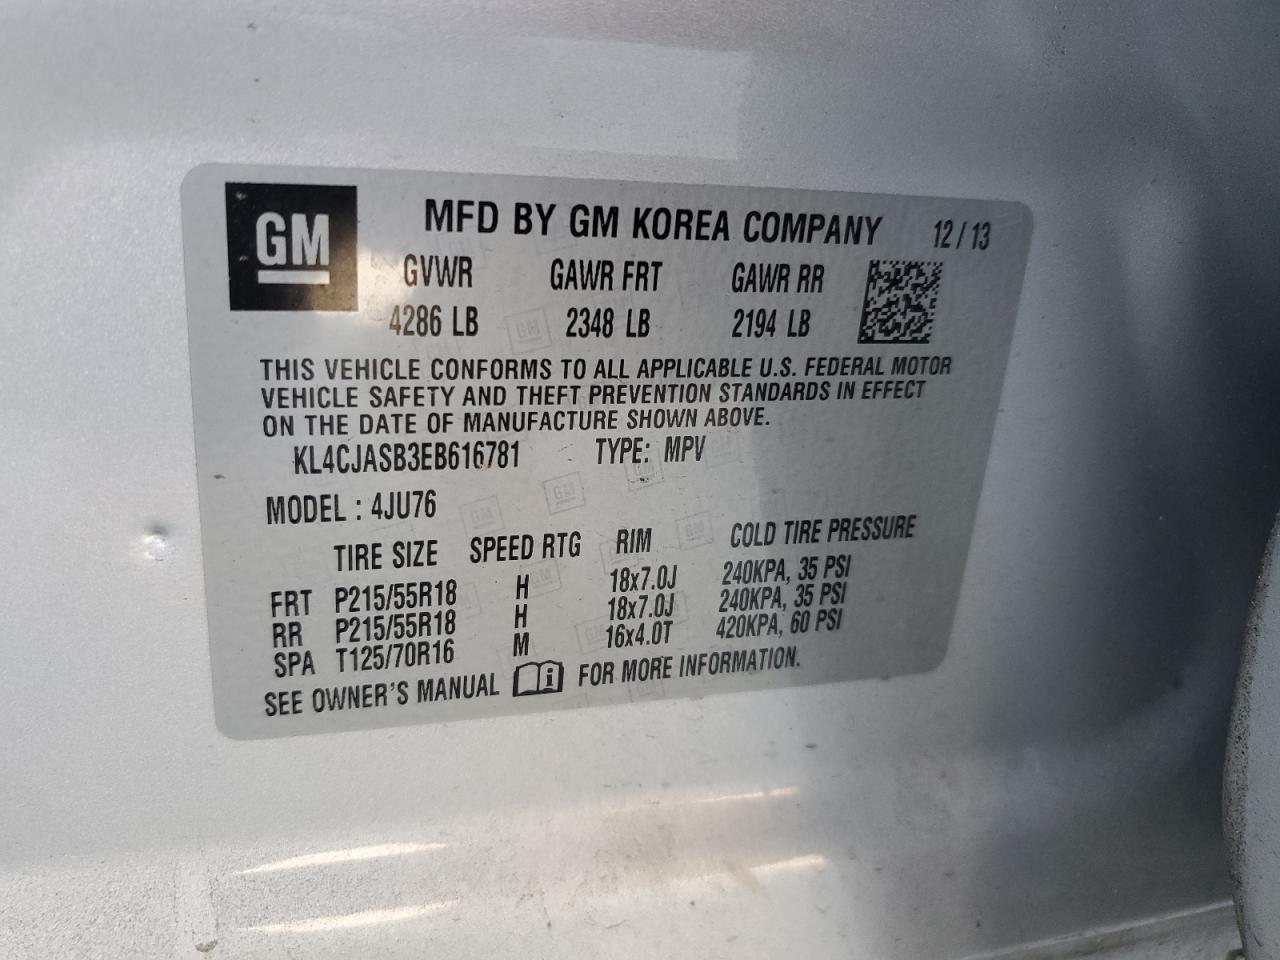 GM
MFD BY GM KOREA COMPANY 12/13
GVWR GAWR FRT GAWR RR
4286 LB 2348 LB 2194 LB
THIS VEHICLE CONFORMS TO ALL APPLICABLE U.S. FEDERAL MOTOR
VEHICLE SAFETY AND THEFT PREVENTION STANDARDS IN EFFECT
ON THE DATE OF MANUFACTURE SHOWN ABOVE.
KL4CJASB3EB616781 TYPE: MPV
MODEL : 4JU76
TIRE SIZE SPEED RTG RIM COLD TIRE PRESSURE
FRT P215/55R18 H 18x7.0J 240KPA, 35 PSI
RR P215/55R18 H 18x7.0J 240KPA, 35 PSI
SPA T125/70R16 M 16x4.0T 420KPA, 60 PSI
SEE OWNER'S MANUAL i FOR MORE INFORMATION.